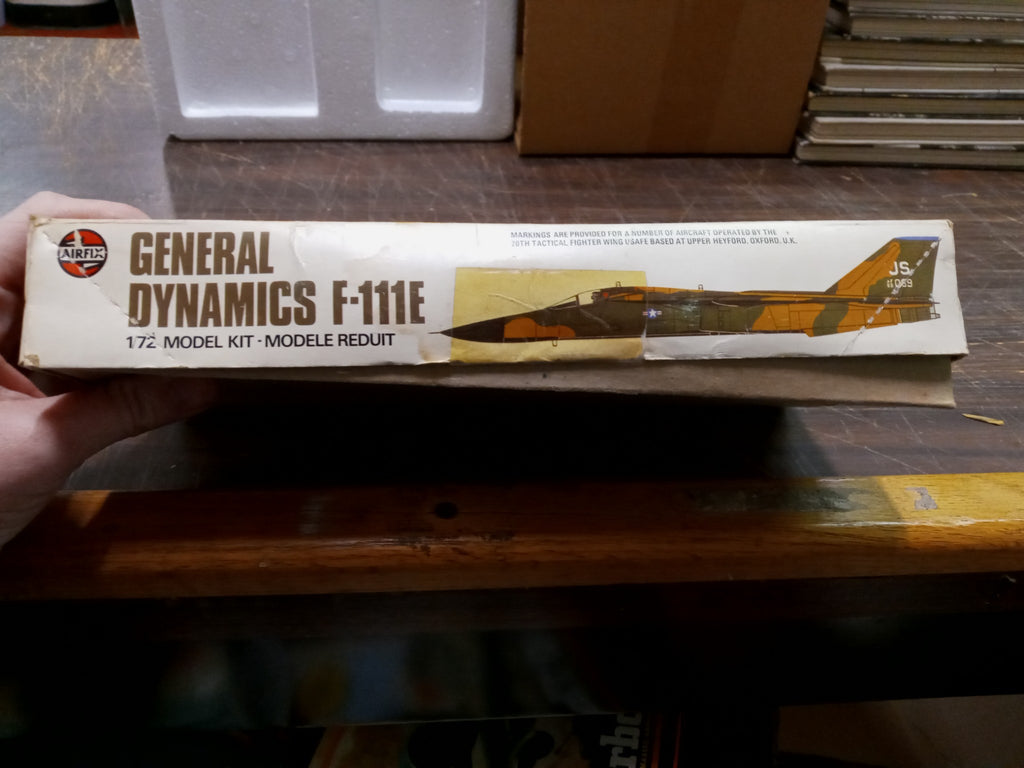 AIRFIX
GENERAL
DYNAMICS F-111E
1/72 MODEL KIT - MODELE REDUIT
MARKINGS ARE PROVIDED FOR A NUMBER OF AIRCRAFT OPERATED BY THE
20TH TACTICAL FIGHTER WING USAFE BASED AT UPPER HEYFORD, OXFORD, U.K.
JS